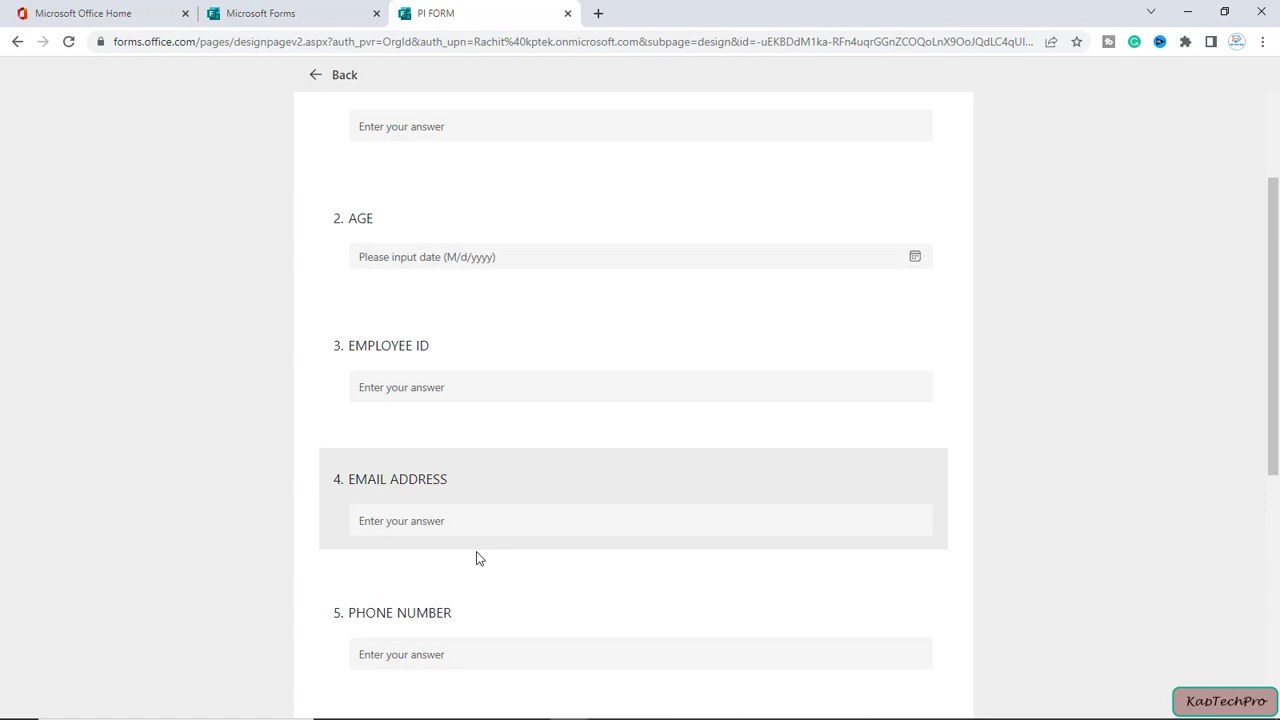 Microsoft Office Home
Microsoft Forms
PI FORM
forms.office.com/pages/designpagev2.aspx?auth_pvr=OrgId&auth_upn=Rachit%40kptek.onmicrosoft.com&subpage=design&id=-uEKBDdM1ka-RFn4uqrGGnZCOQoLnX9OoJQdLC4qUl...
Back
Enter your answer
2. AGE
Please input date (M/d/yyyy)
3. EMPLOYEE ID
Enter your answer
4. EMAIL ADDRESS
Enter your answer
5. PHONE NUMBER
Enter your answer
KapTechPro